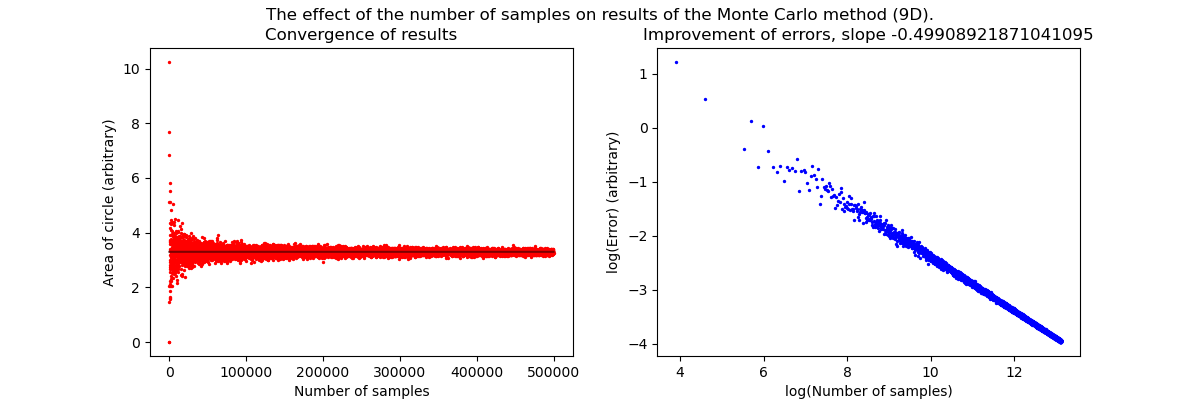 The effect of the number of samples on results of the Monte Carlo method (9D).
Convergence of results
Area of circle (arbitrary)
10
8
6
4
2
0
0 100000 200000 300000 400000 500000
Number of samples
Improvement of errors, slope -0.49908921871041095
log(Error) (arbitrary)
1
0
−1
−2
−3
−4
4 6 8 10 12
log(Number of samples)